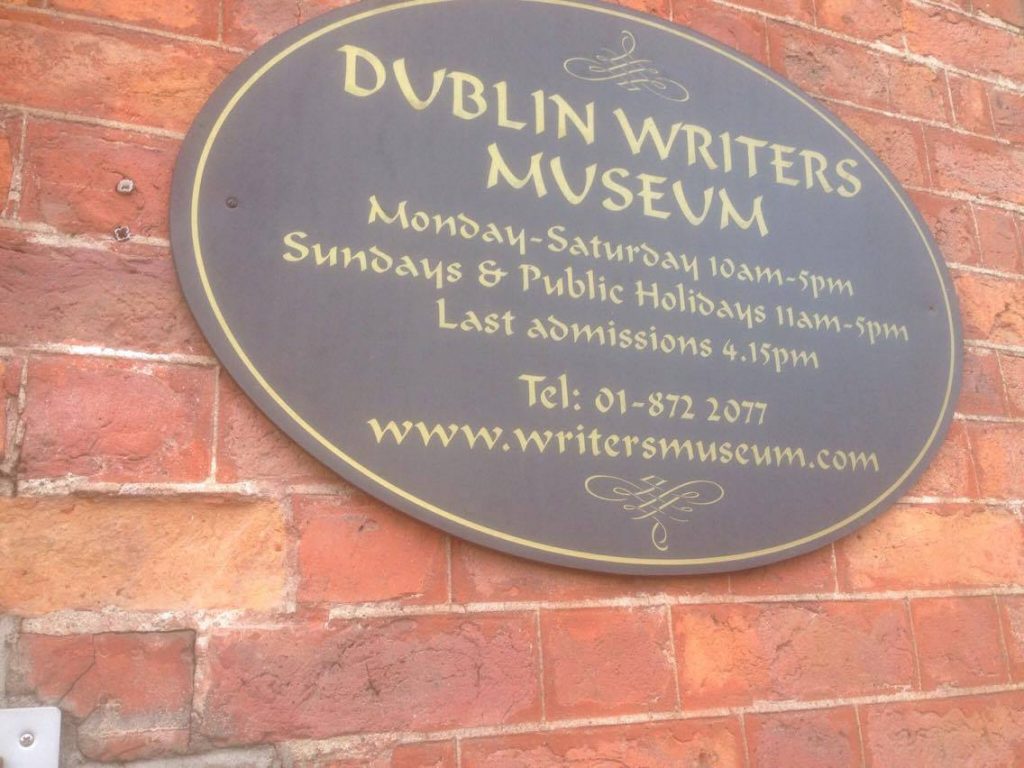 DUBLIN WRITERS
MUSEUM
Monday-Saturday 10am-5pm
Sundays & Public Holidays 11am-5pm
Last admissions 4.15pm
Tel: 01-872 2077
www.writersmuseum.com